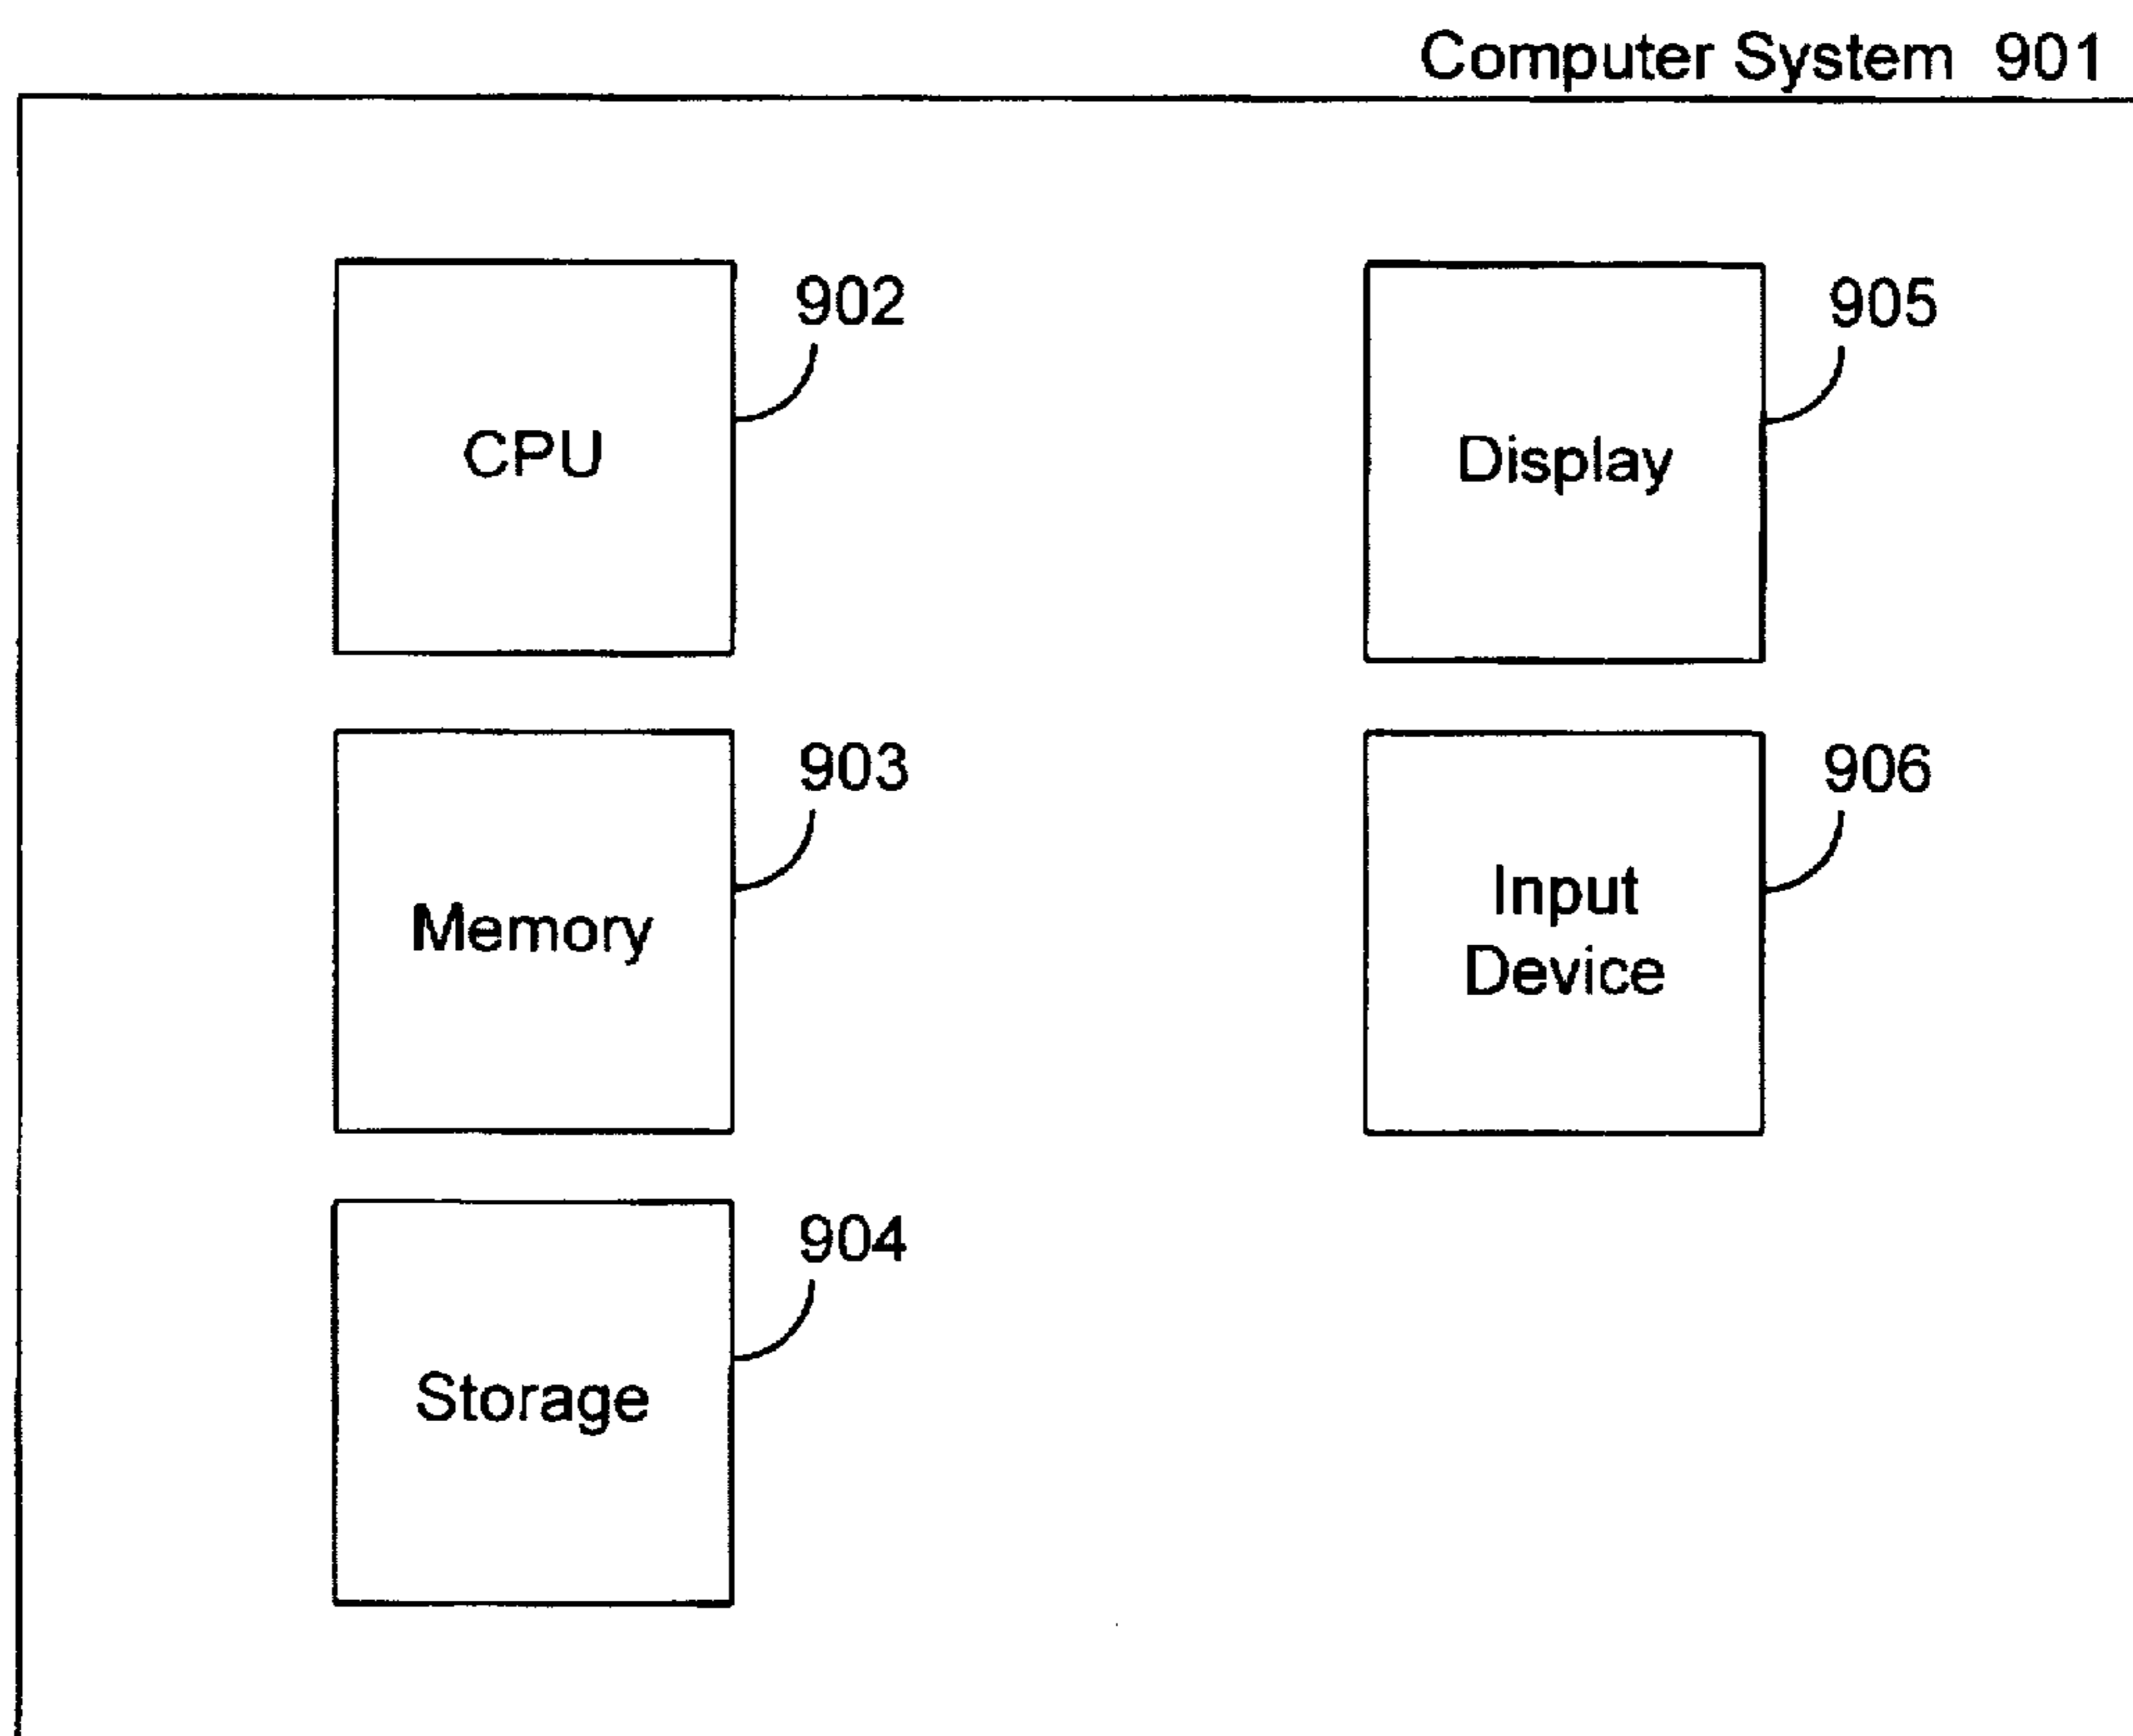 Computer System 901
902
CPU
903
Memory
904
Storage
905
Display
906
Input
Device